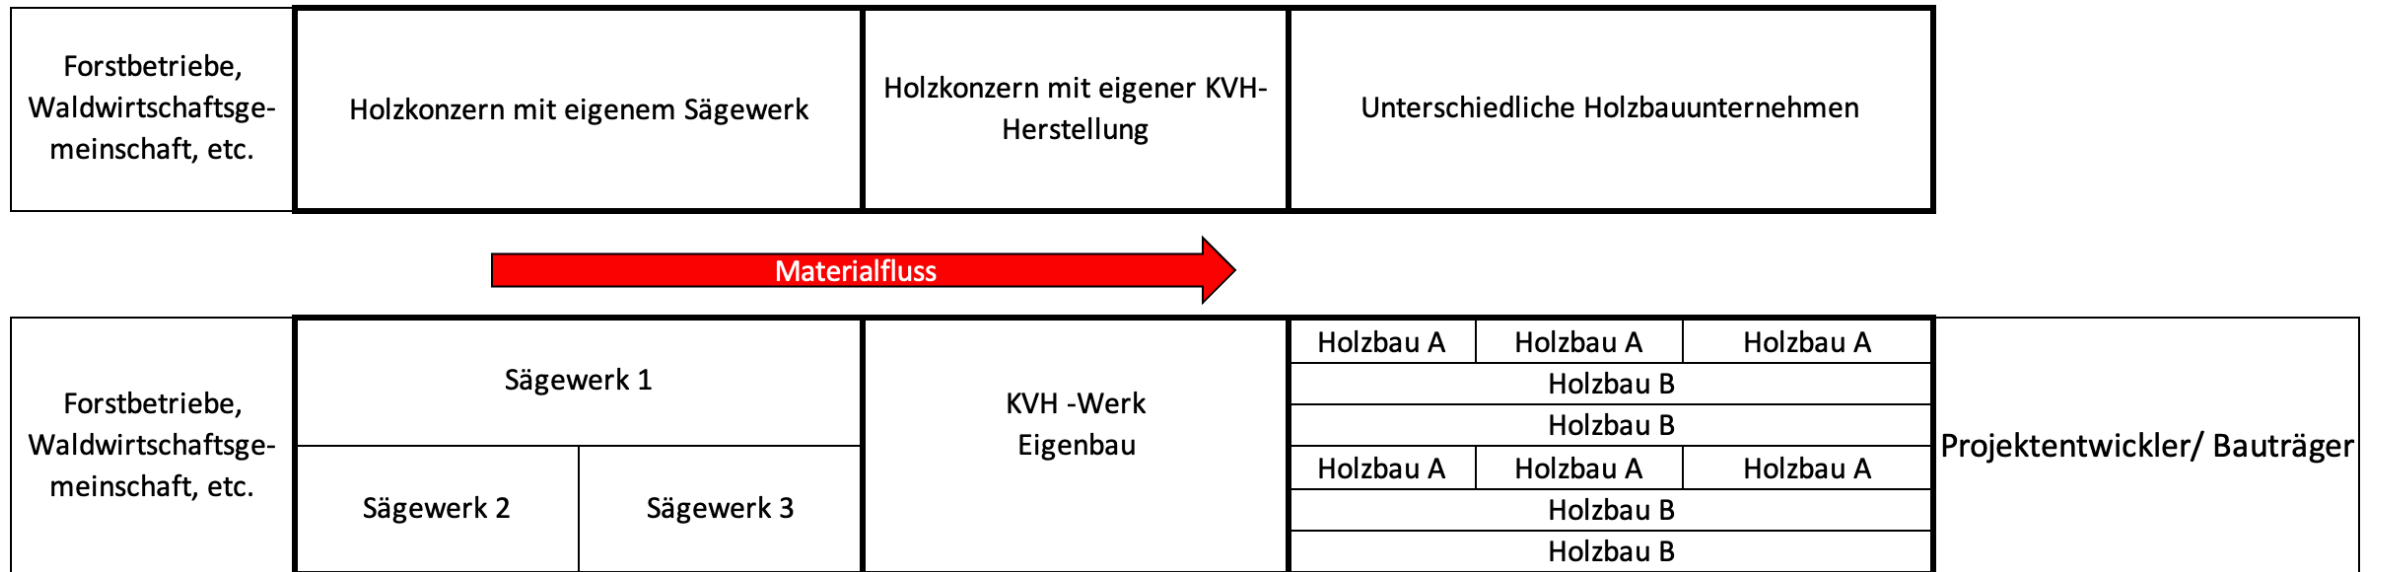 Forstbetriebe,
Waldwirtschaftsge-
meinschaft, etc.
Holzkonzern mit eigenem Sägewerk
Holzkonzern mit eigener KVH-
Herstellung
Unterschiedliche Holzbauunternehmen
Materialfluss
Forstbetriebe,
Waldwirtschaftsge-
meinschaft, etc.
Sägewerk 1
Sägewerk 2
Sägewerk 3
KVH -Werk
Eigenbau
Holzbau A
Holzbau A
Holzbau A
Holzbau B
Holzbau B
Holzbau A
Holzbau A
Holzbau A
Holzbau B
Holzbau B
Projektentwickler/ Bauträger